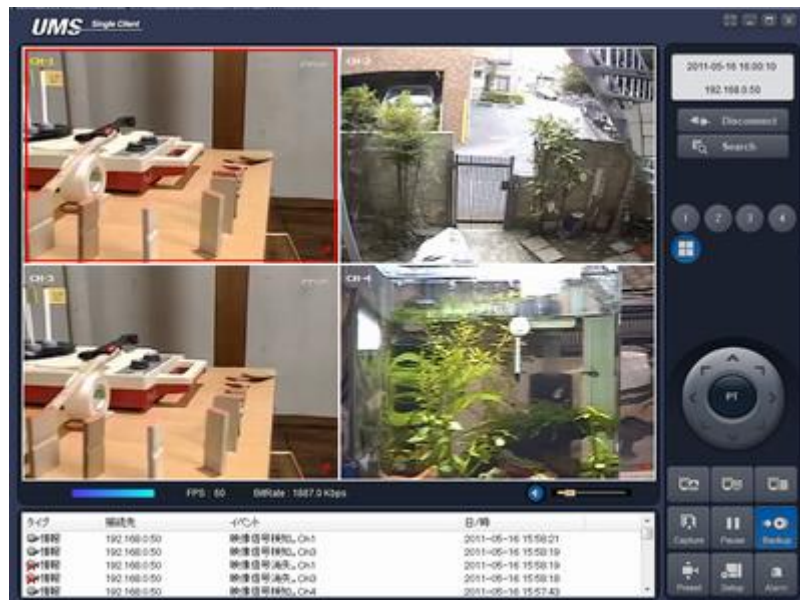 UMS Single Client
CH-1
CH-2
CH-3
CH-4
2011-05-16 16:00:10
192.168.0.50
Disconnect
Search
1 2 3 4
PT
FPS : 60 BitRate : 1887.0 Kbps
Capture Pause Backup
Preset Setup Alarm
タイプ 接続先 イベント 日/時
情報 192.168.0.50 映像信号検知。Ch1 2011-05-16 15:58:21
情報 192.168.0.50 映像信号検知。Ch3 2011-05-16 15:58:19
情報 192.168.0.50 映像信号消失。Ch1 2011-05-16 15:58:19
情報 192.168.0.50 映像信号消失。Ch3 2011-05-16 15:58:18
情報 192.168.0.50 映像信号検知。Ch4 2011-05-16 15:57:43